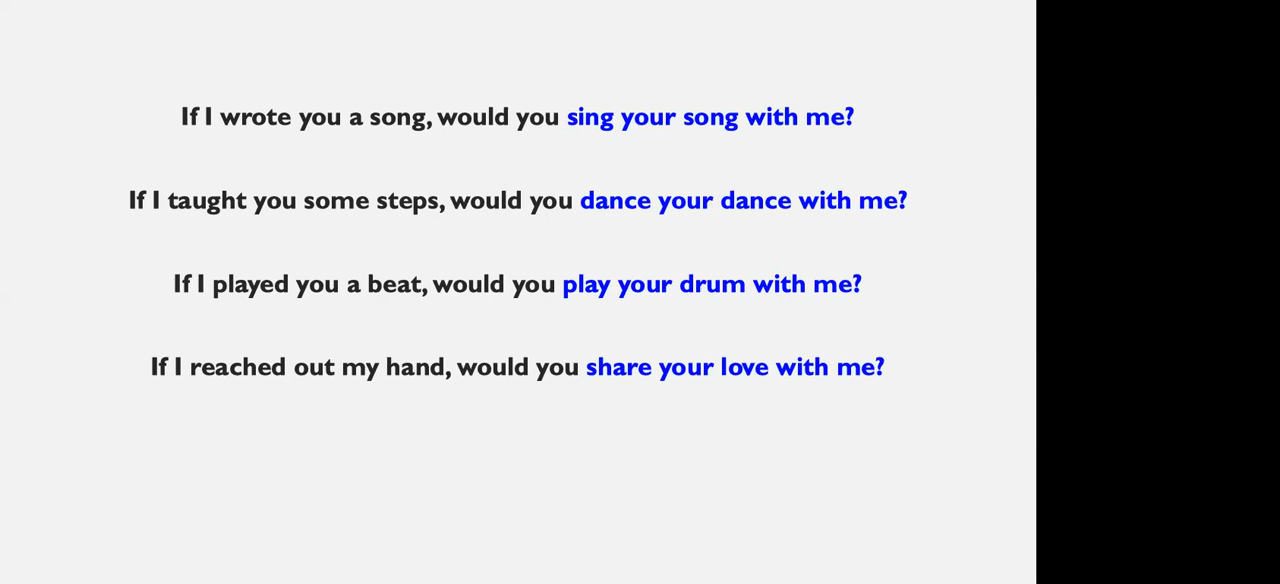 If I wrote you a song, would you sing your song with me?
If I taught you some steps, would you dance your dance with me?
If I played you a beat, would you play your drum with me?
If I reached out my hand, would you share your love with me?